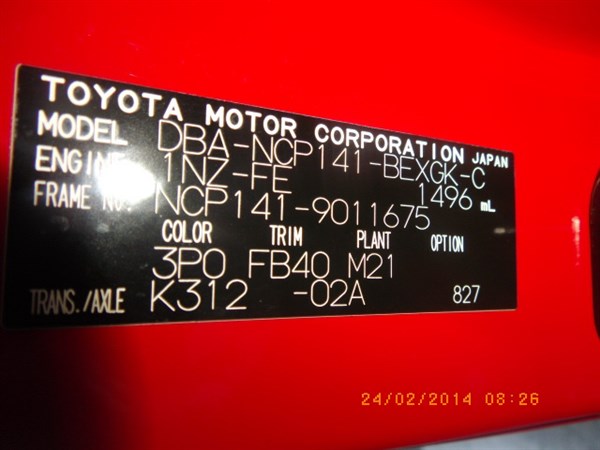 TOYOTA MOTOR CORPORATION JAPAN
MODEL DBA-NCP141-BEXGK-C
ENGINE 1NZ-FE 1496 mL
FRAME NO. NCP141-9011675
COLOR TRIM PLANT OPTION
3P0 FB40 M21
TRANS./AXLE K312 -02A 827
24/02/2014 08:26